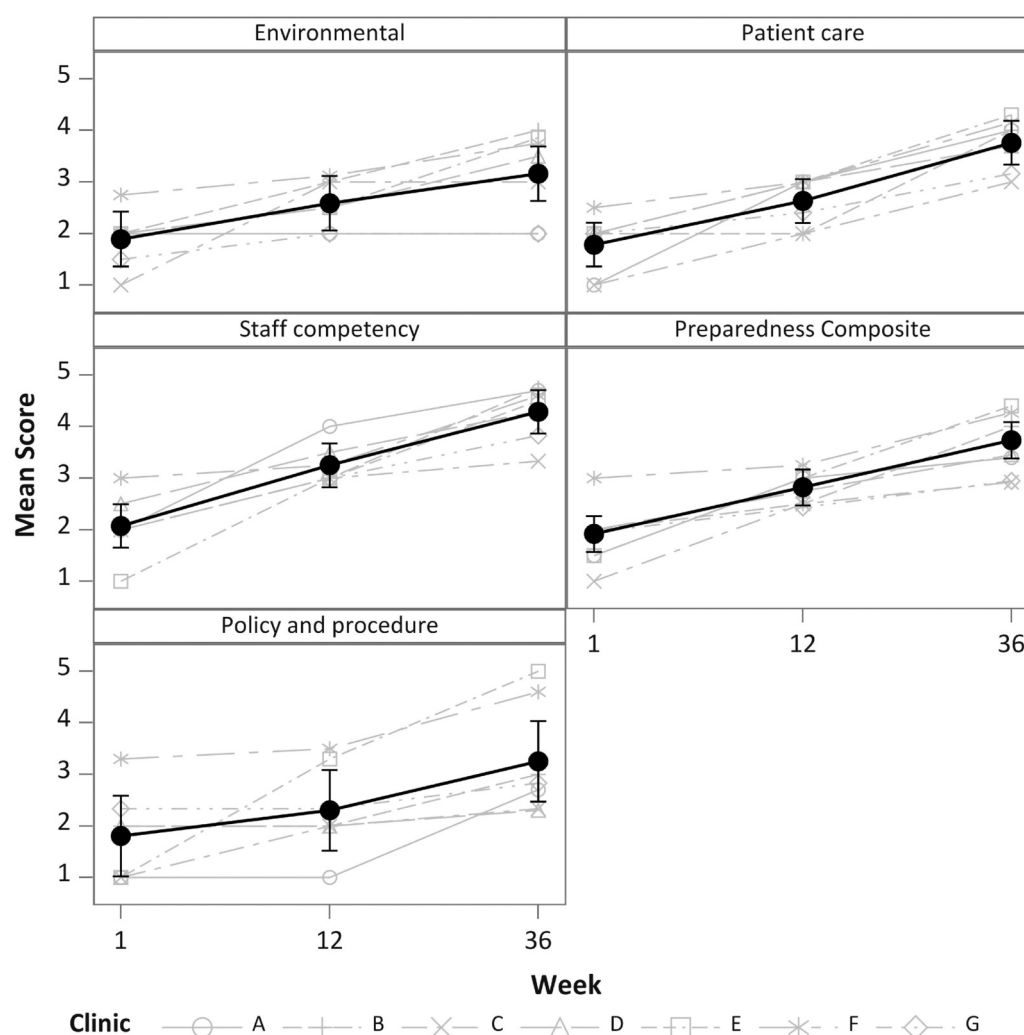 Environmental
Patient care
5
4
3
2
1
Staff competency
Preparedness Composite
5
4
3
2
1
Mean Score
Policy and procedure
1
12
36
5
4
3
2
1
1
12
36
Week
Clinic A B C D E F G